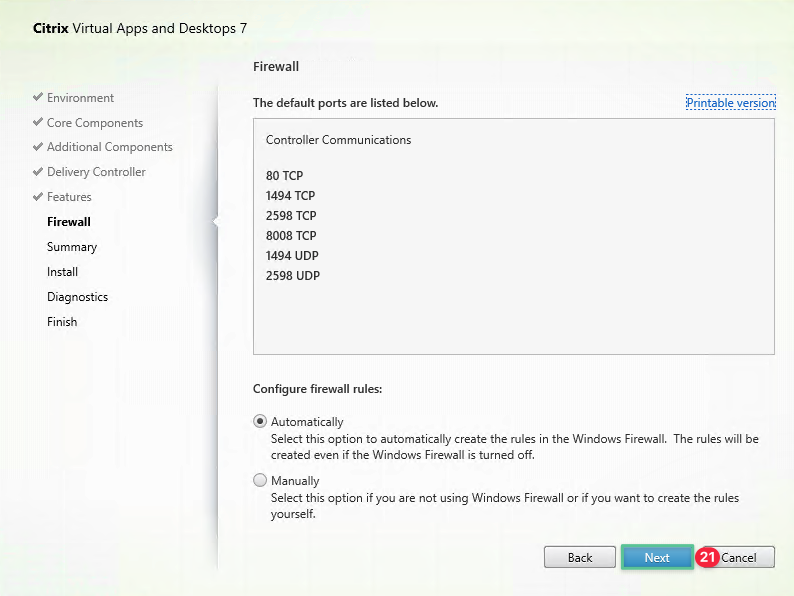 Citrix Virtual Apps and Desktops 7
Environment
Core Components
Additional Components
Delivery Controller
Features
Firewall
Summary
Install
Diagnostics
Finish
Firewall
The default ports are listed below.
Printable version
Controller Communications
80 TCP
1494 TCP
2598 TCP
8008 TCP
1494 UDP
2598 UDP
Configure firewall rules:
Automatically
Select this option to automatically create the rules in the Windows Firewall.  The rules will be
created even if the Windows Firewall is turned off.
Manually
Select this option if you are not using Windows Firewall or if you want to create the rules
yourself.
Back
Next
21
Cancel